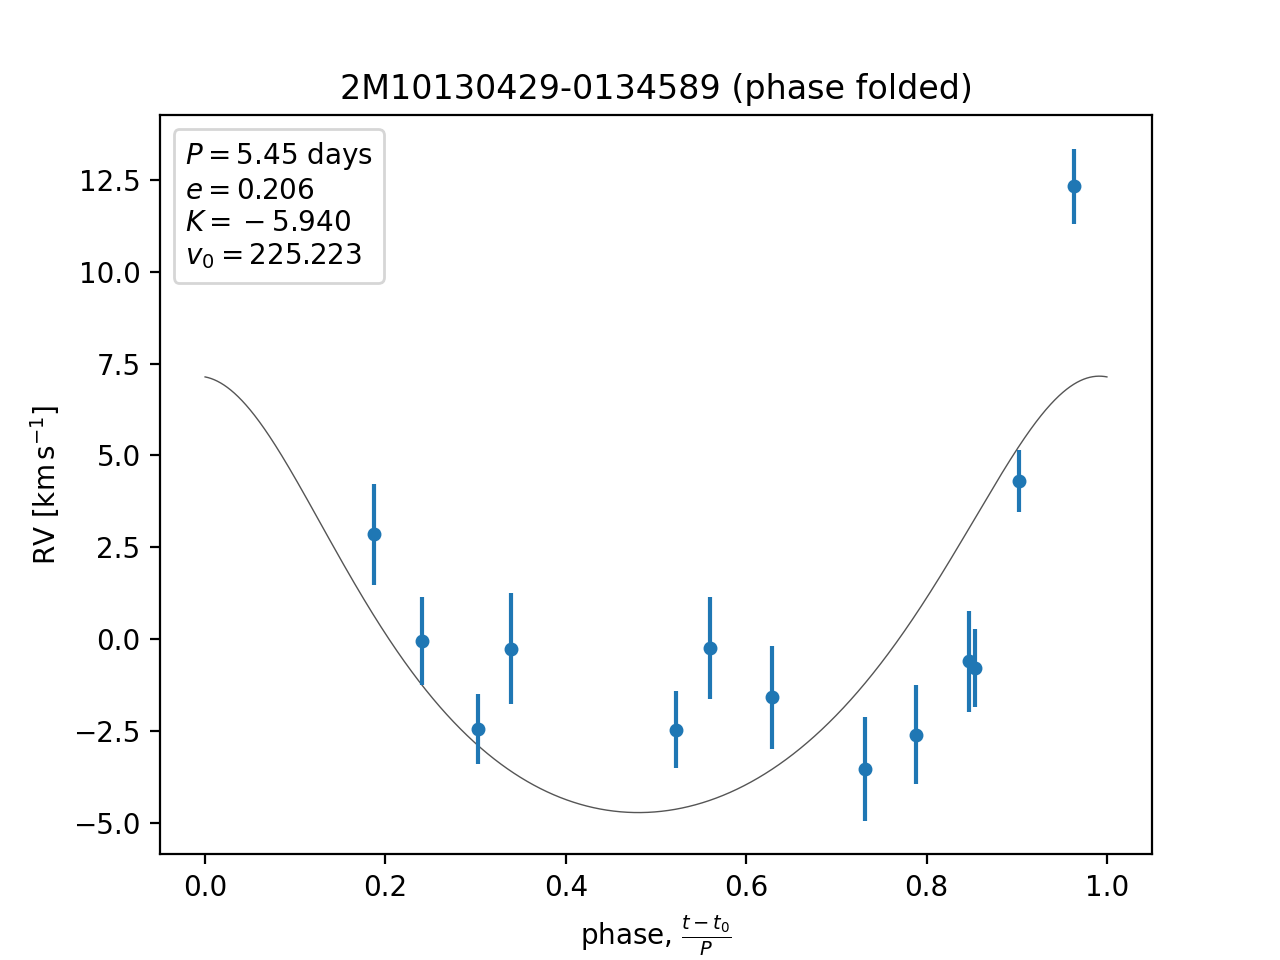 2M10130429-0134589 (phase folded)
P = 5.45 days
e = 0.206
K = −5.940
v₀ = 225.223
12.5
10.0
7.5
5.0
2.5
0.0
−2.5
−5.0
RV [km s⁻¹]
0.0 0.2 0.4 0.6 0.8 1.0
phase, (t − t₀)/P